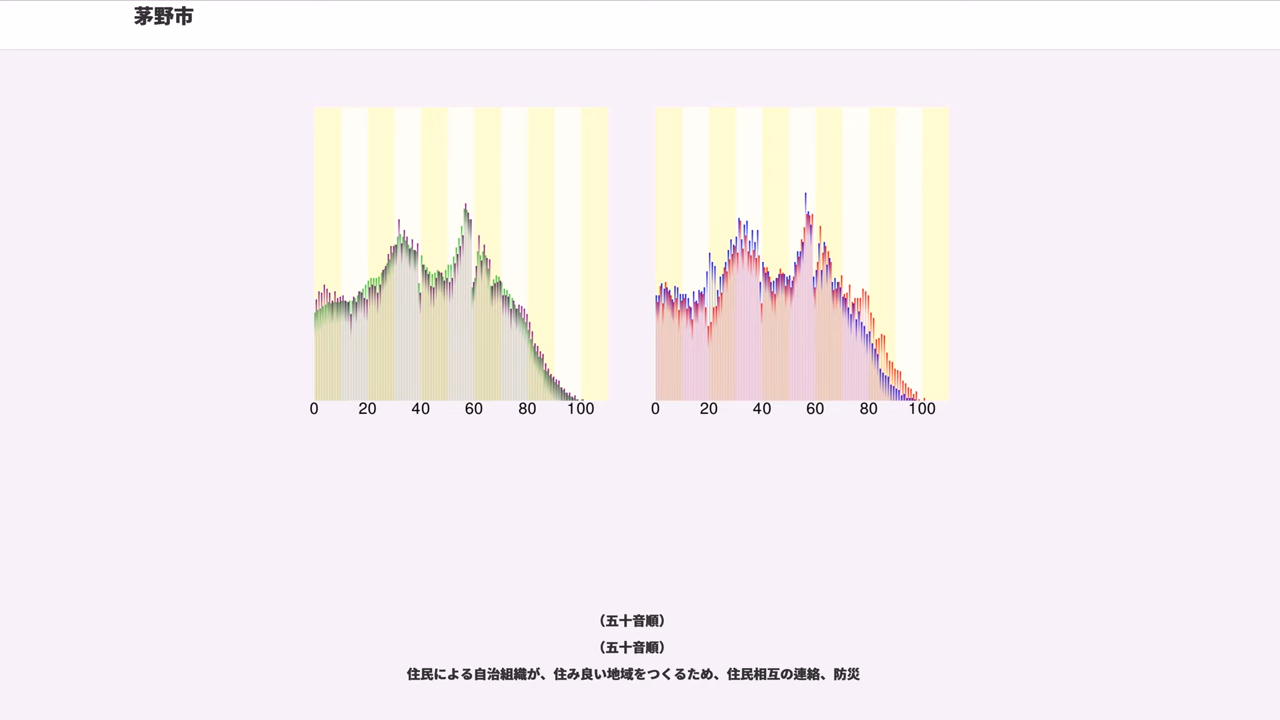 茅野市
0 20 40 60 80 100
0 20 40 60 80 100
（五十音順）
（五十音順）
住民による自治組織が、住み良い地域をつくるため、住民相互の連絡、防災